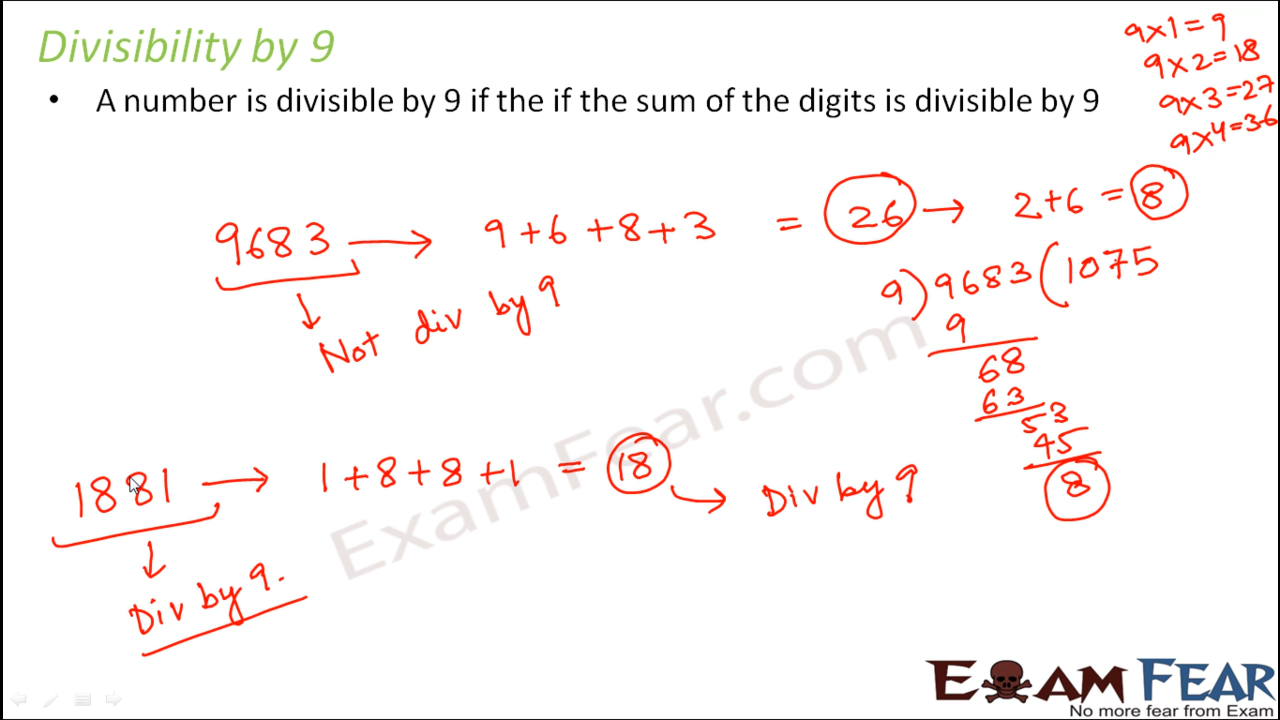 Divisibility by 9
• A number is divisible by 9 if the if the sum of the digits is divisible by 9
9x1=9
9x2=18
9x3=27
9x4=36
9683 → 9+6+8+3 = 26 → 2+6 = 8
Not div by 9
9)9683(1075
9
68
63
53
45
8
1881 → 1+8+8+1 = 18 → Div by 9
Div by 9.
ExamFear.com
EXAM FEAR
No more fear from Exam